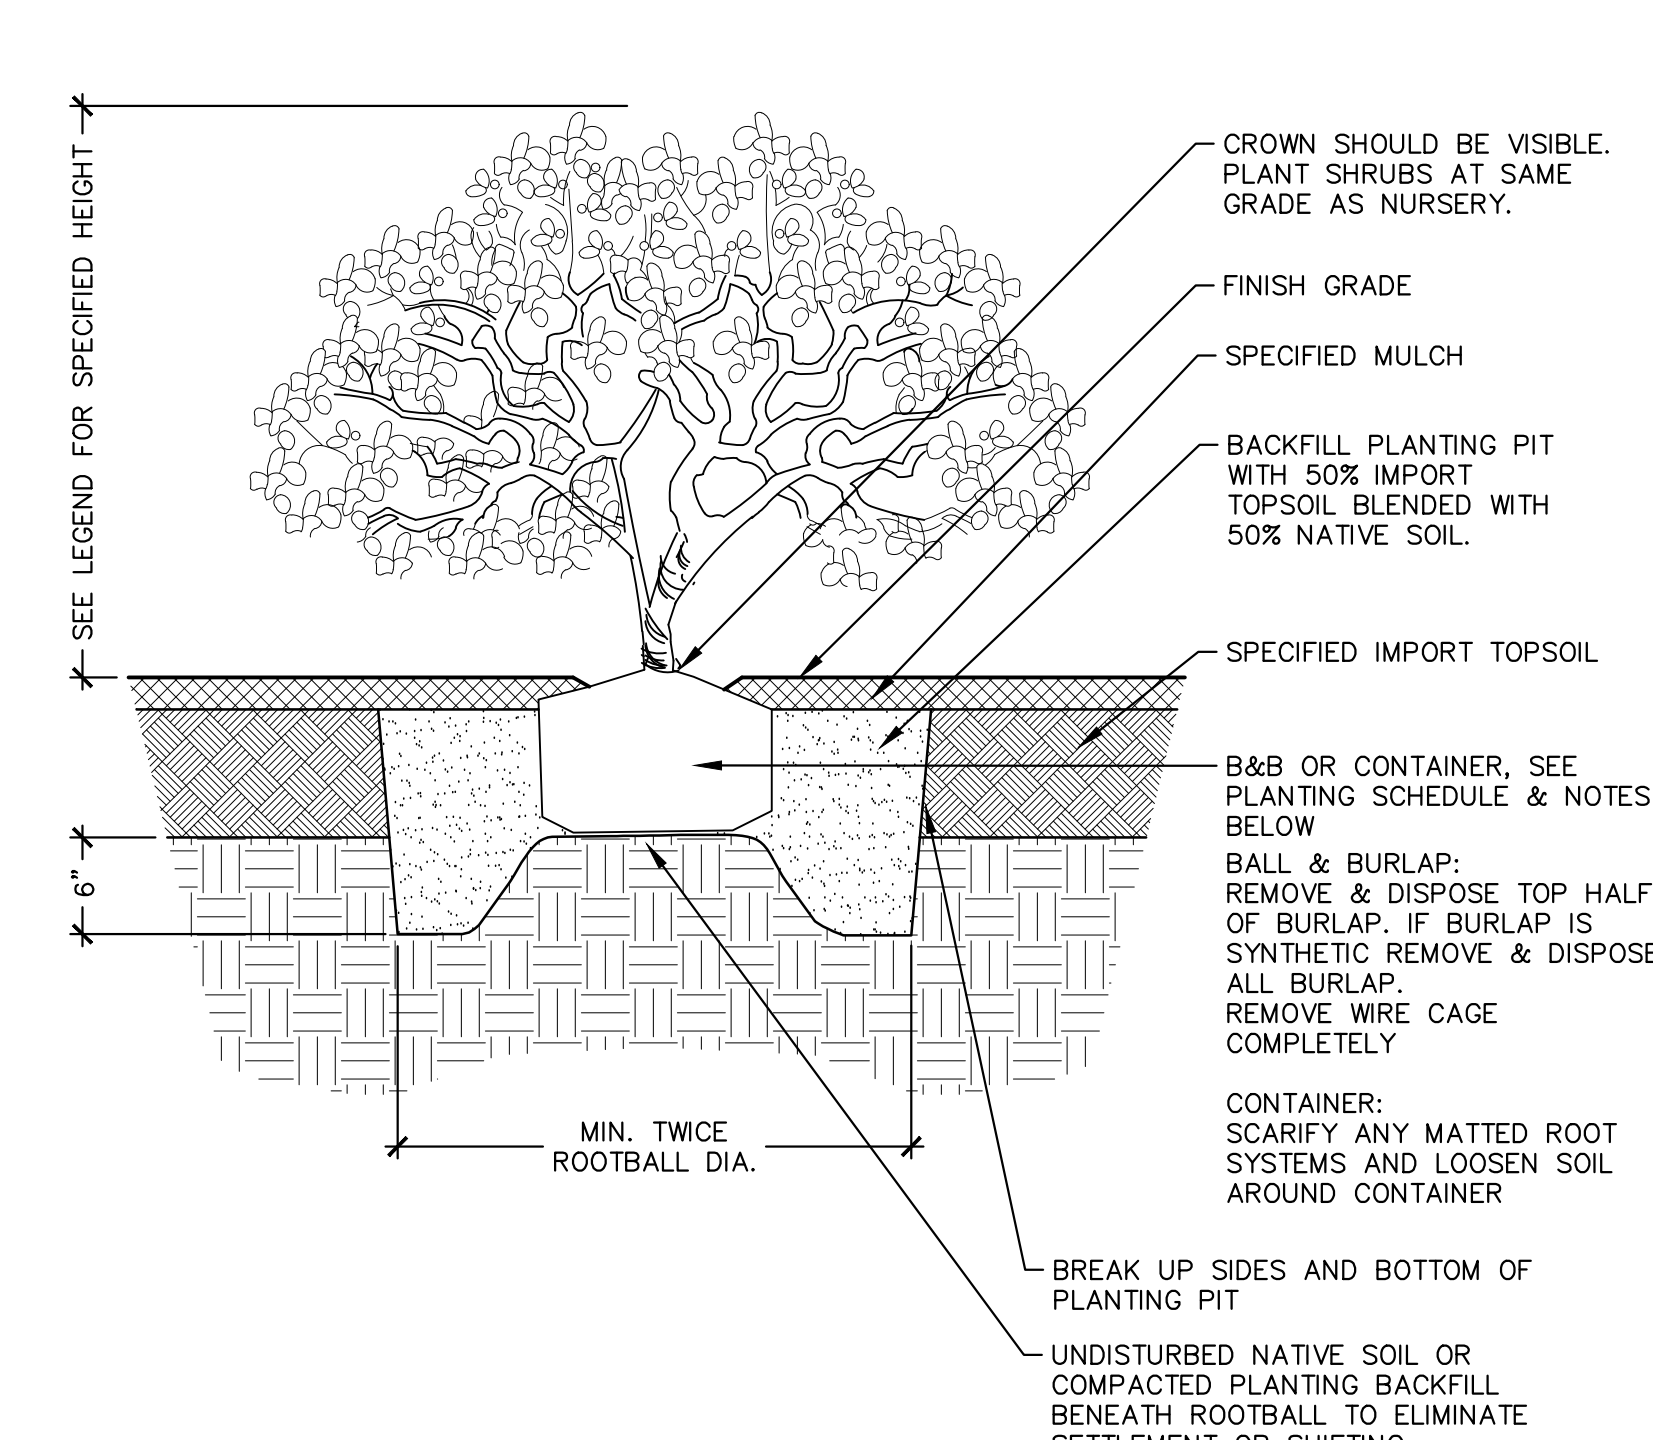 SEE LEGEND FOR SPECIFIED HEIGHT
CROWN SHOULD BE VISIBLE.
PLANT SHRUBS AT SAME
GRADE AS NURSERY.
FINISH GRADE
SPECIFIED MULCH
BACKFILL PLANTING PIT
WITH 50% IMPORT
TOPSOIL BLENDED WITH
50% NATIVE SOIL.
SPECIFIED IMPORT TOPSOIL
B&B OR CONTAINER, SEE
PLANTING SCHEDULE & NOTES
BELOW
BALL & BURLAP:
REMOVE & DISPOSE TOP HALF
OF BURLAP. IF BURLAP IS
SYNTHETIC REMOVE & DISPOSE
ALL BURLAP.
REMOVE WIRE CAGE
COMPLETELY
CONTAINER:
SCARIFY ANY MATTED ROOT
SYSTEMS AND LOOSEN SOIL
AROUND CONTAINER
6"
MIN. TWICE
ROOTBALL DIA.
BREAK UP SIDES AND BOTTOM OF
PLANTING PIT
UNDISTURBED NATIVE SOIL OR
COMPACTED PLANTING BACKFILL
BENEATH ROOTBALL TO ELIMINATE
SETTLEMENT OR SHIFTING